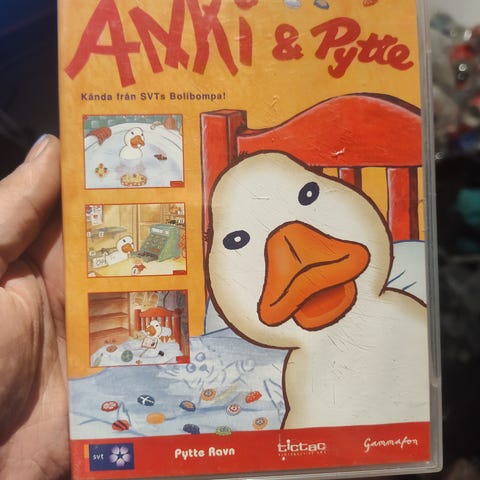 ANKi & Pytte
Kända från SVTs Bolibompa!
svt
Pytte Ravn
tictac
Gammafon